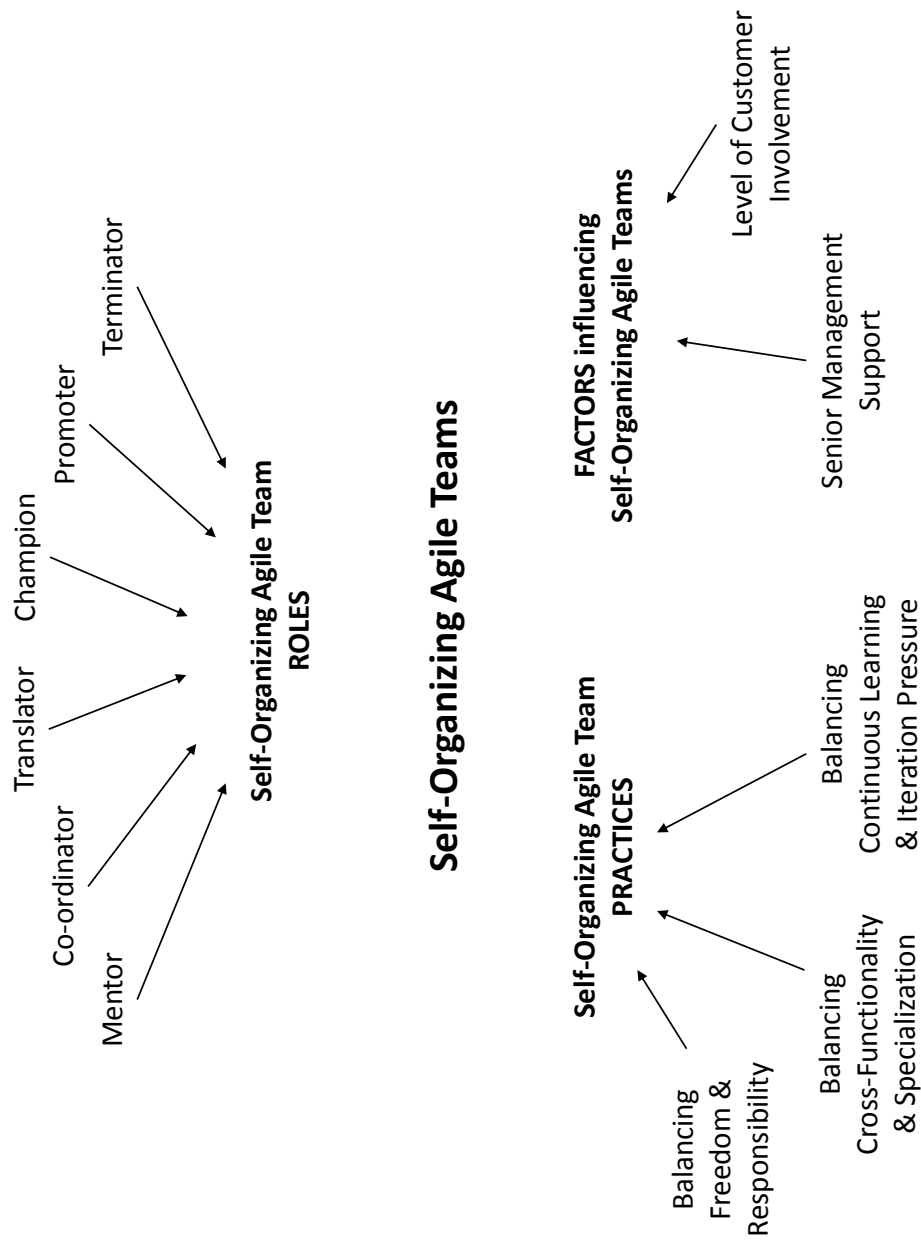 Translator
Champion
Co-ordinator
Promoter
Mentor
Terminator
Self-Organizing Agile Team
ROLES
Self-Organizing Agile Teams
Self-Organizing Agile Team
PRACTICES
Balancing
Freedom &
Responsibility
Balancing
Cross-Functionality
& Specialization
Balancing
Continuous Learning
& Iteration Pressure
FACTORS influencing
Self-Organizing Agile Teams
Senior Management
Support
Level of Customer
Involvement